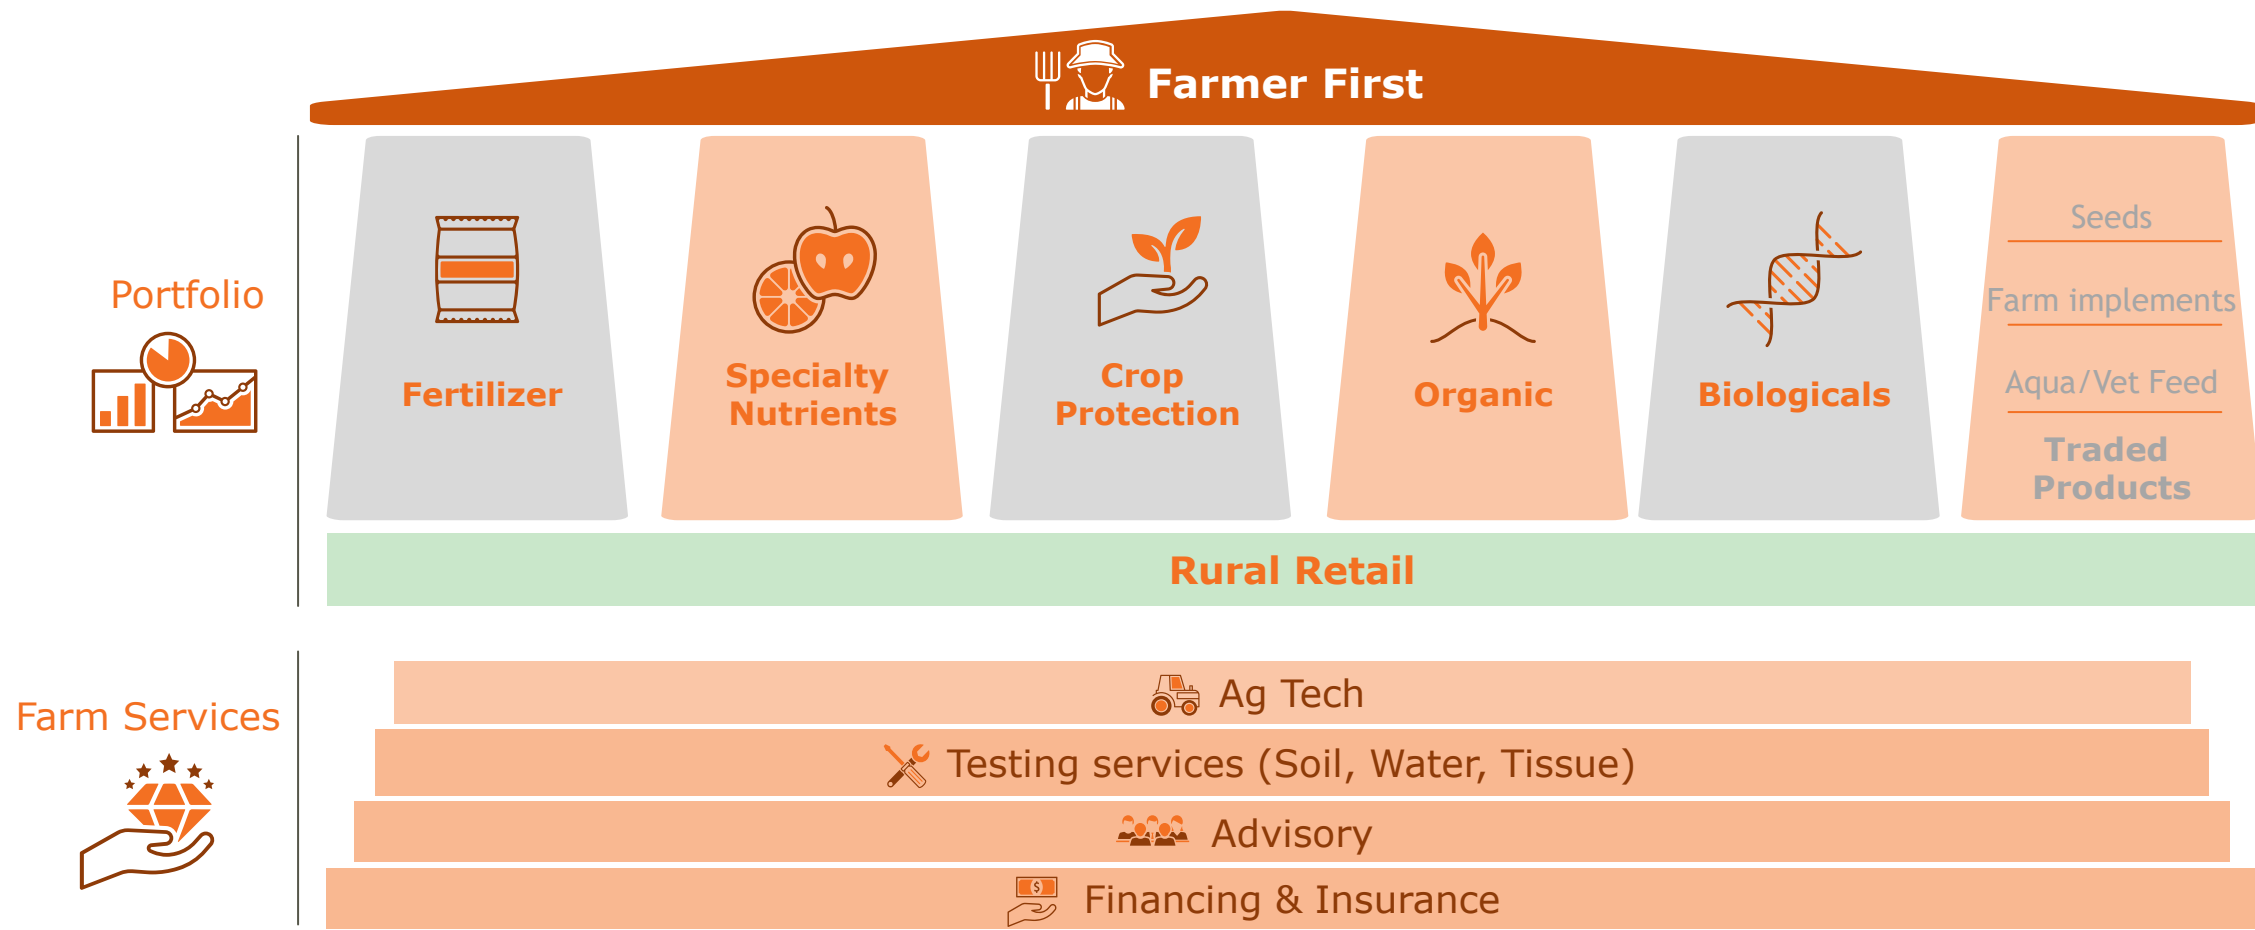 Farmer First
Portfolio
Fertilizer
Specialty
Nutrients
Crop
Protection
Organic
Biologicals
Seeds
Farm implements
Aqua/Vet Feed
Traded
Products
Rural Retail
Farm Services
Ag Tech
Testing services (Soil, Water, Tissue)
Advisory
$
Financing & Insurance